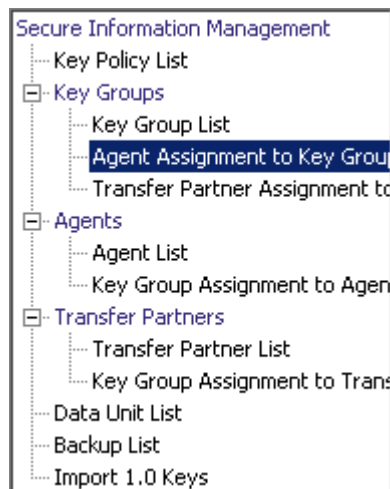 Secure Information Management
Key Policy List
Key Groups
Key Group List
Agent Assignment to Key Grou
Transfer Partner Assignment to
Agents
Agent List
Key Group Assignment to Agen
Transfer Partners
Transfer Partner List
Key Group Assignment to Trans
Data Unit List
Backup List
Import 1.0 Keys